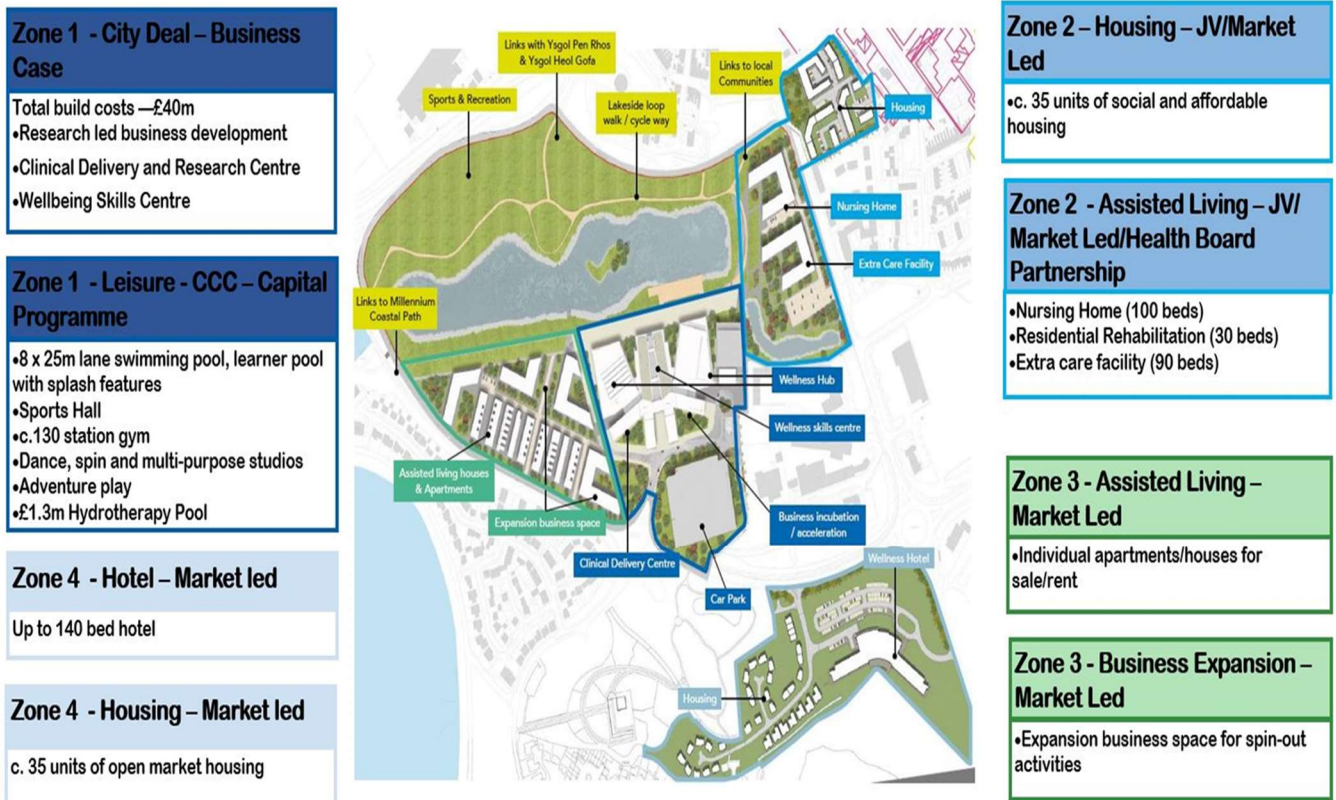 Zone 1 - City Deal – Business
Case
Total build costs —£40m
•Research led business development
•Clinical Delivery and Research Centre
•Wellbeing Skills Centre
Zone 1 - Leisure - CCC – Capital
Programme
•8 x 25m lane swimming pool, learner pool
with splash features
•Sports Hall
•c.130 station gym
•Dance, spin and multi-purpose studios
•Adventure play
•£1.3m Hydrotherapy Pool
Zone 4 - Hotel – Market led
Up to 140 bed hotel
Zone 4 - Housing – Market led
c. 35 units of open market housing
Links with Ysgol Pen Rhos
& Ysgol Heol Gofa
Links to local
Communities
Sports & Recreation
Lakeside loop
walk / cycle way
Housing
Nursing Home
Extra Care Facility
Links to Millennium
Coastal Path
Wellness Hub
Wellness skills centre
Assisted living houses
& Apartments
Expansion business space
Business incubation
/ acceleration
Clinical Delivery Centre
Wellness Hotel
Car Park
Housing
Zone 2 – Housing – JV/Market
Led
•c. 35 units of social and affordable
housing
Zone 2 - Assisted Living – JV/
Market Led/Health Board
Partnership
•Nursing Home (100 beds)
•Residential Rehabilitation (30 beds)
•Extra care facility (90 beds)
Zone 3 - Assisted Living –
Market Led
•Individual apartments/houses for
sale/rent
Zone 3 - Business Expansion –
Market Led
•Expansion business space for spin-out
activities